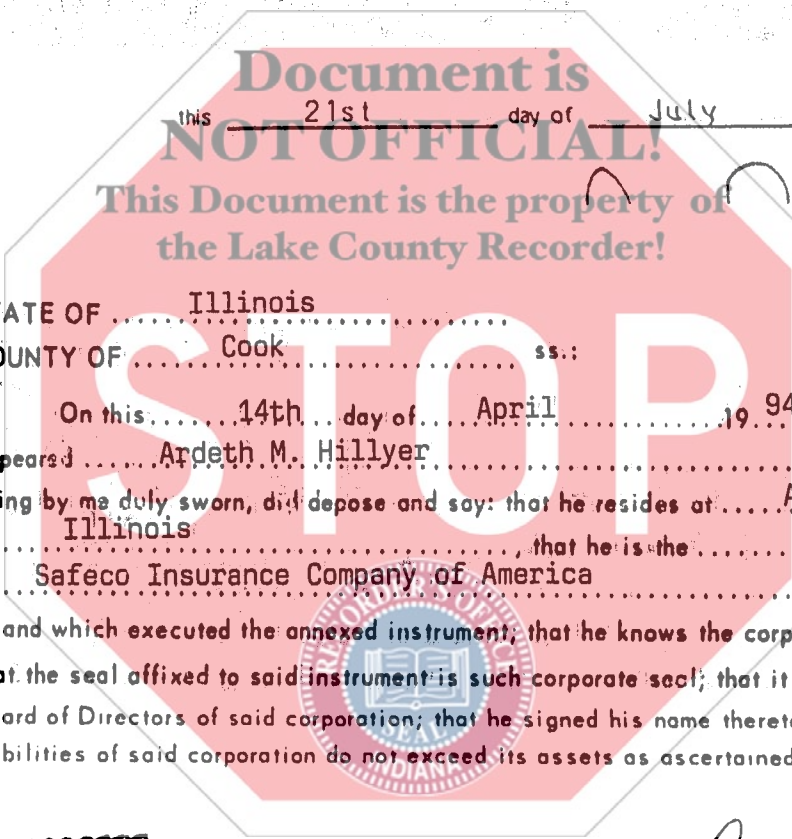 Document is
this 21st day of July
NOT OFFICIAL!
This Document is the property of
the Lake County Recorder!
ATE OF ..... Illinois
OUNTY OF ..... Cook ..... ss.:
STOP
On this ..... 14th ... day of ..... April ..... 19 94
peared ..... Ardeth M. Hillyer
ing by me duly sworn, did depose and say: that he resides at ..... A
Illinois ....., that he is the .....
Safeco Insurance Company of America
and which executed the annexed instrument; that he knows the corp
at the seal affixed to said instrument is such corporate seal; that it
ard of Directors of said corporation; that he signed his name theret
bilities of said corporation do not exceed its assets as ascertained
RECORDER'S OFFICE
SEAL
INDIANA